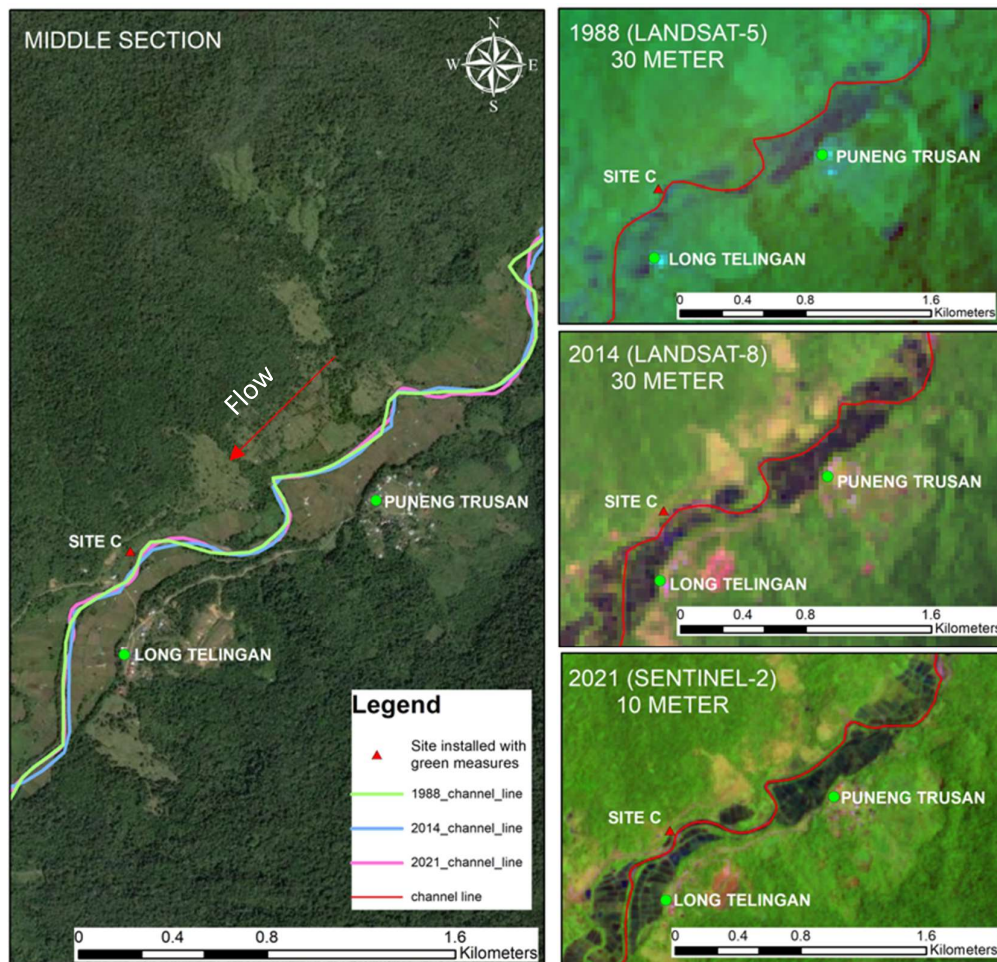 MIDDLE SECTION
N
W E
S
Flow
PUNENG TRUSAN
SITE C
LONG TELINGAN
Legend
Site installed with
green measures
1988_channel_line
2014_channel_line
2021_channel_line
channel line
0 0.4 0.8 1.6
Kilometers
1988 (LANDSAT-5)
30 METER
PUNENG TRUSAN
SITE C
LONG TELINGAN
0 0.4 0.8 1.6
Kilometers
2014 (LANDSAT-8)
30 METER
PUNENG TRUSAN
SITE C
LONG TELINGAN
0 0.4 0.8 1.6
Kilometers
2021 (SENTINEL-2)
10 METER
PUNENG TRUSAN
SITE C
LONG TELINGAN
0 0.4 0.8 1.6
Kilometers